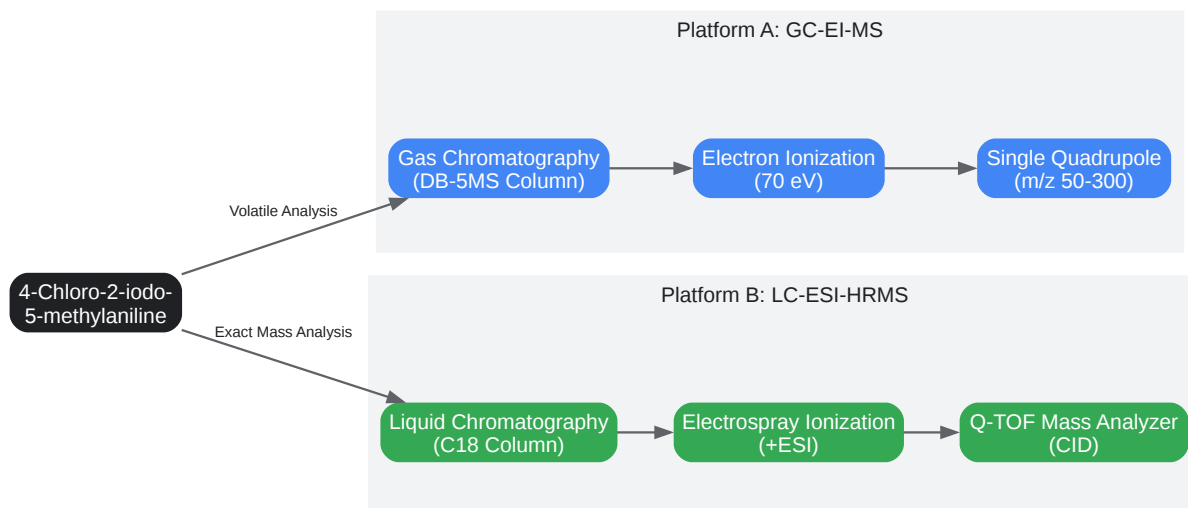 Platform A: GC-EI-MS
Gas Chromatography
(DB-5MS Column)
Electron Ionization
(70 eV)
Single Quadrupole
(m/z 50-300)
Volatile Analysis
4-Chloro-2-iodo-
5-methylaniline
Exact Mass Analysis
Platform B: LC-ESI-HRMS
Liquid Chromatography
(C18 Column)
Electrospray Ionization
(+ESI)
Q-TOF Mass Analyzer
(CID)